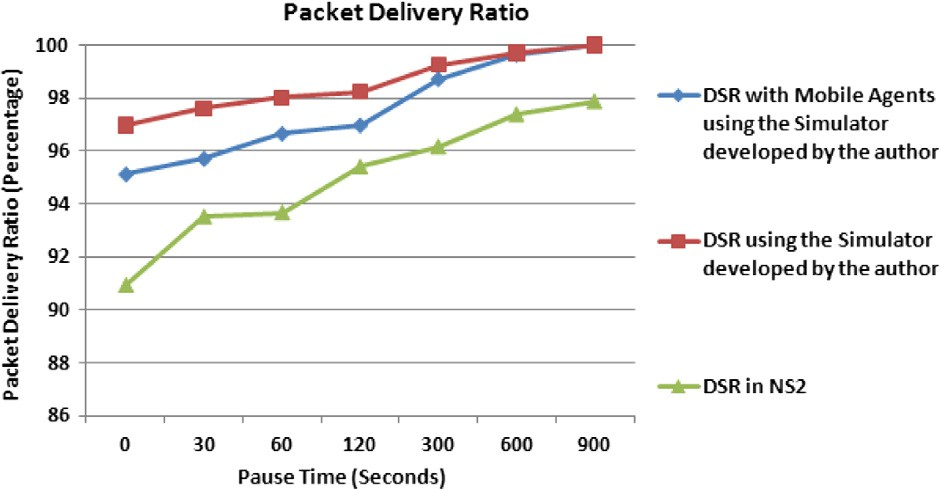 Packet Delivery Ratio
Packet Delivery Ratio (Percentage)
100
98
96
94
92
90
88
86
0 30 60 120 300 600 900
Pause Time (Seconds)
DSR with Mobile Agents
using the Simulator
developed by the author
DSR using the Simulator
developed by the author
DSR in NS2